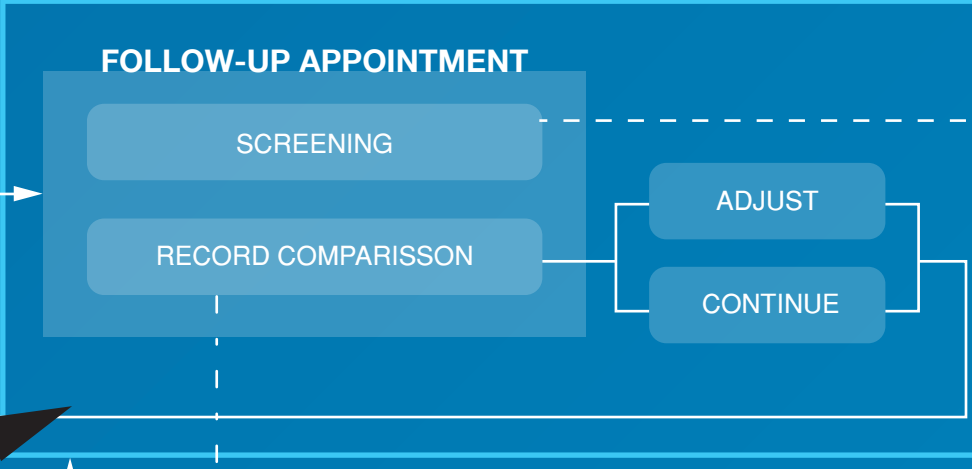 FOLLOW-UP APPOINTMENT
SCREENING
RECORD COMPARISSON
ADJUST
CONTINUE